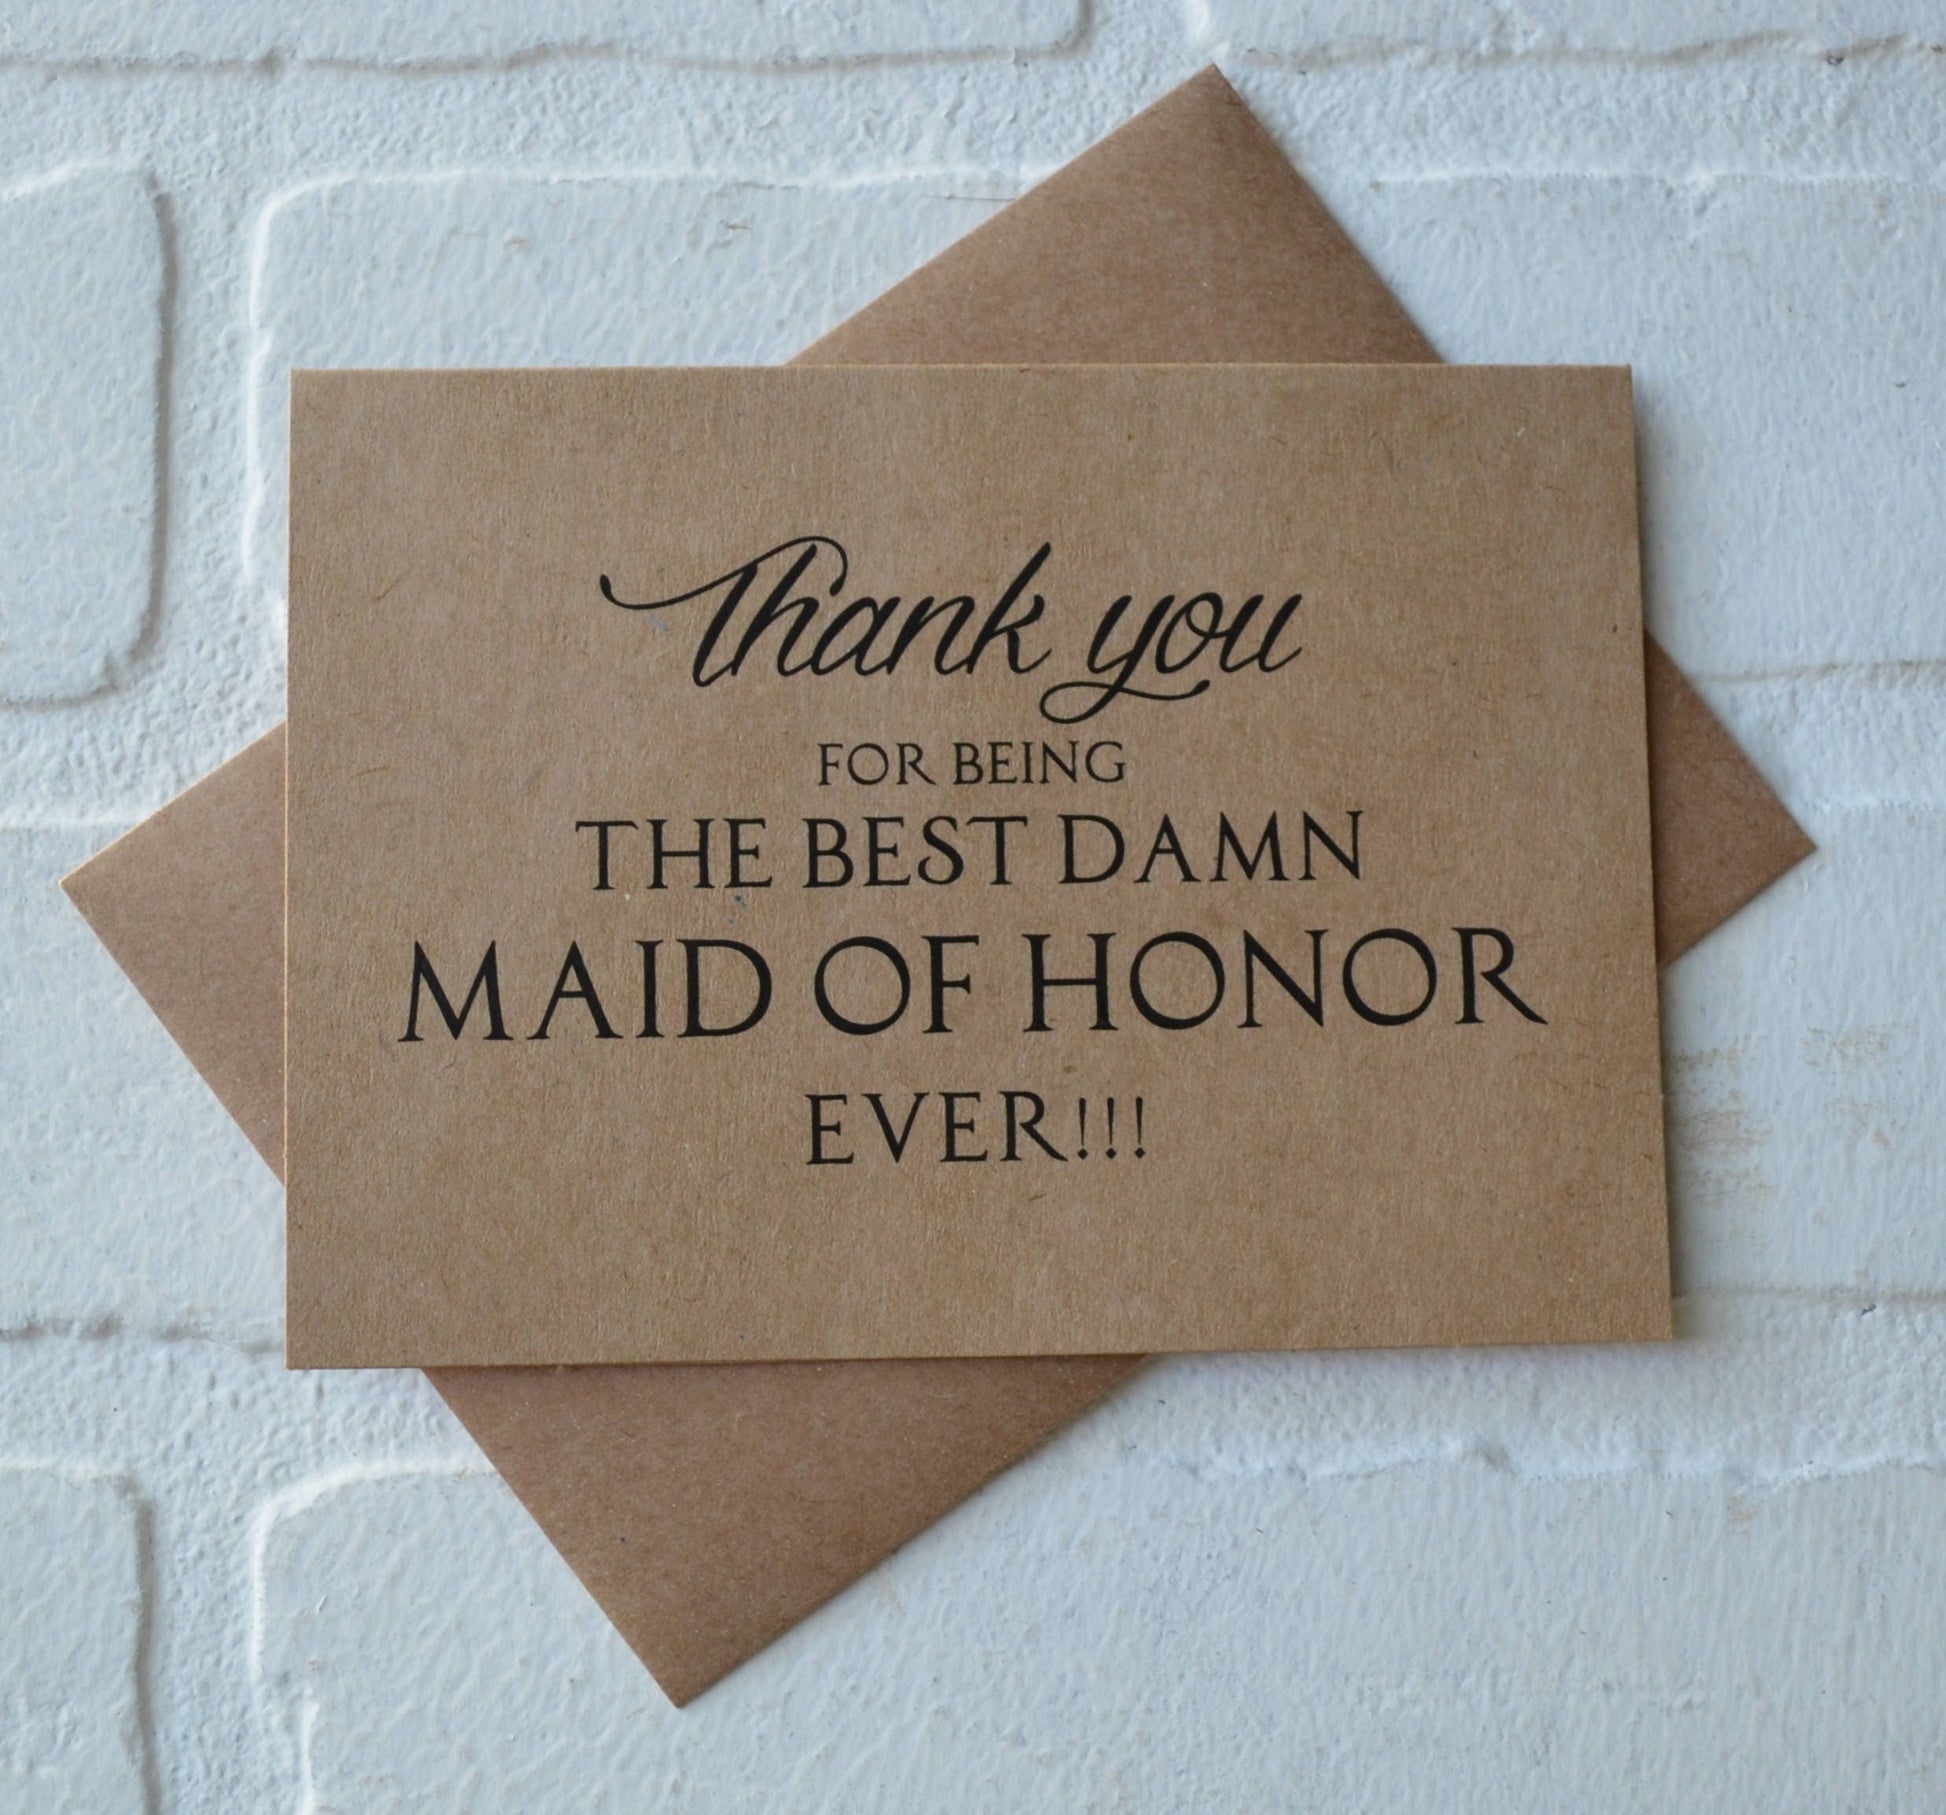 Thank you
FOR BEING
THE BEST DAMN
MAID OF HONOR
EVER!!!